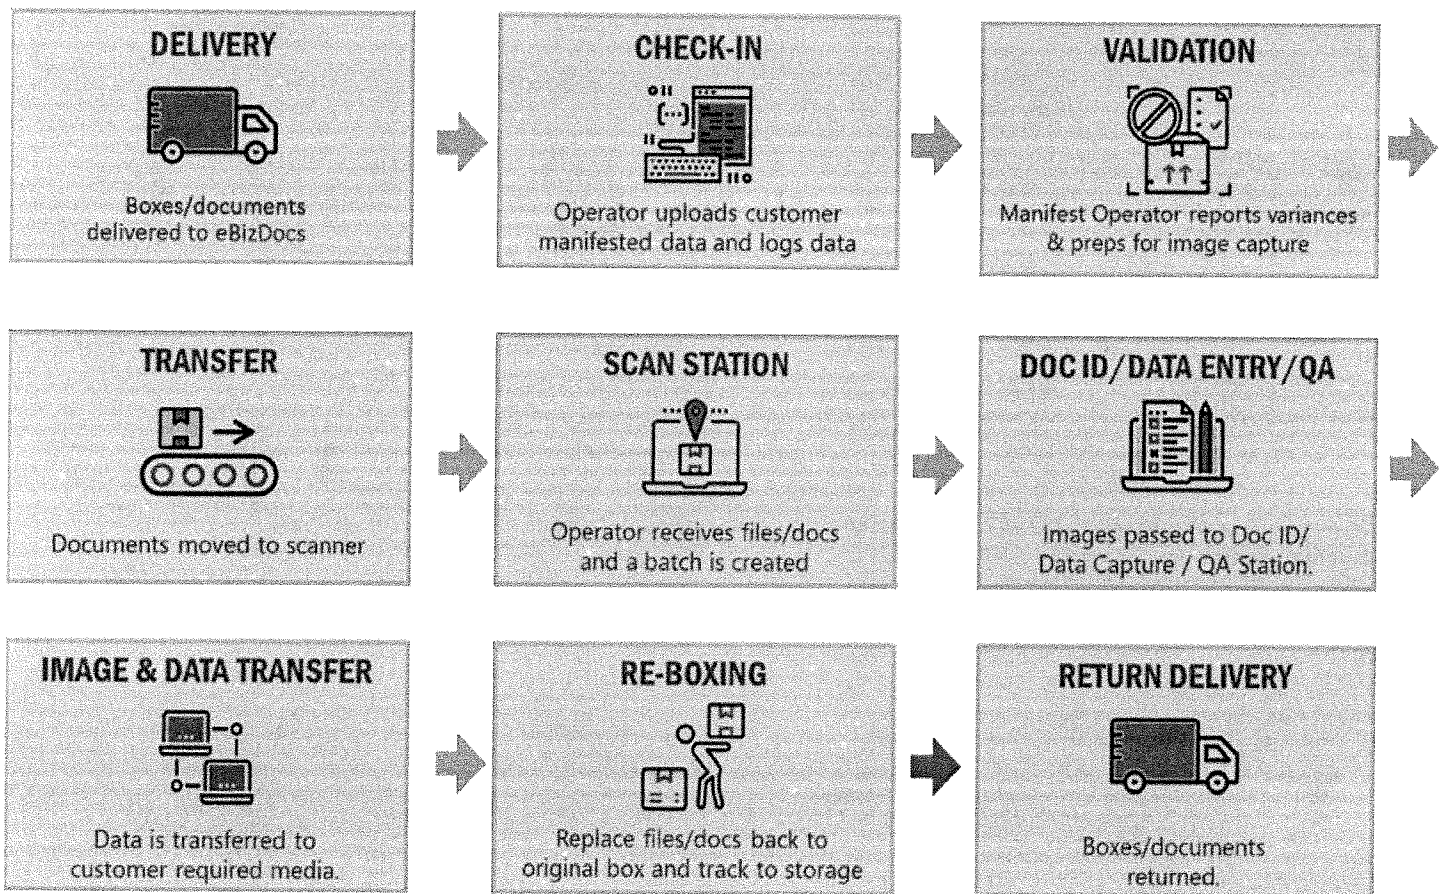 DELIVERY
Boxes/documents
delivered to eBizDocs
CHECK-IN
Operator uploads customer
manifested data and logs data
VALIDATION
Manifest Operator reports variances
& preps for image capture
TRANSFER
Documents moved to scanner
SCAN STATION
Operator receives files/docs
and a batch is created
DOC ID/DATA ENTRY/QA
Images passed to Doc ID/
Data Capture / QA Station.
IMAGE & DATA TRANSFER
Data is transferred to
customer required media.
RE-BOXING
Replace files/docs back to
original box and track to storage
RETURN DELIVERY
Boxes/documents
returned.